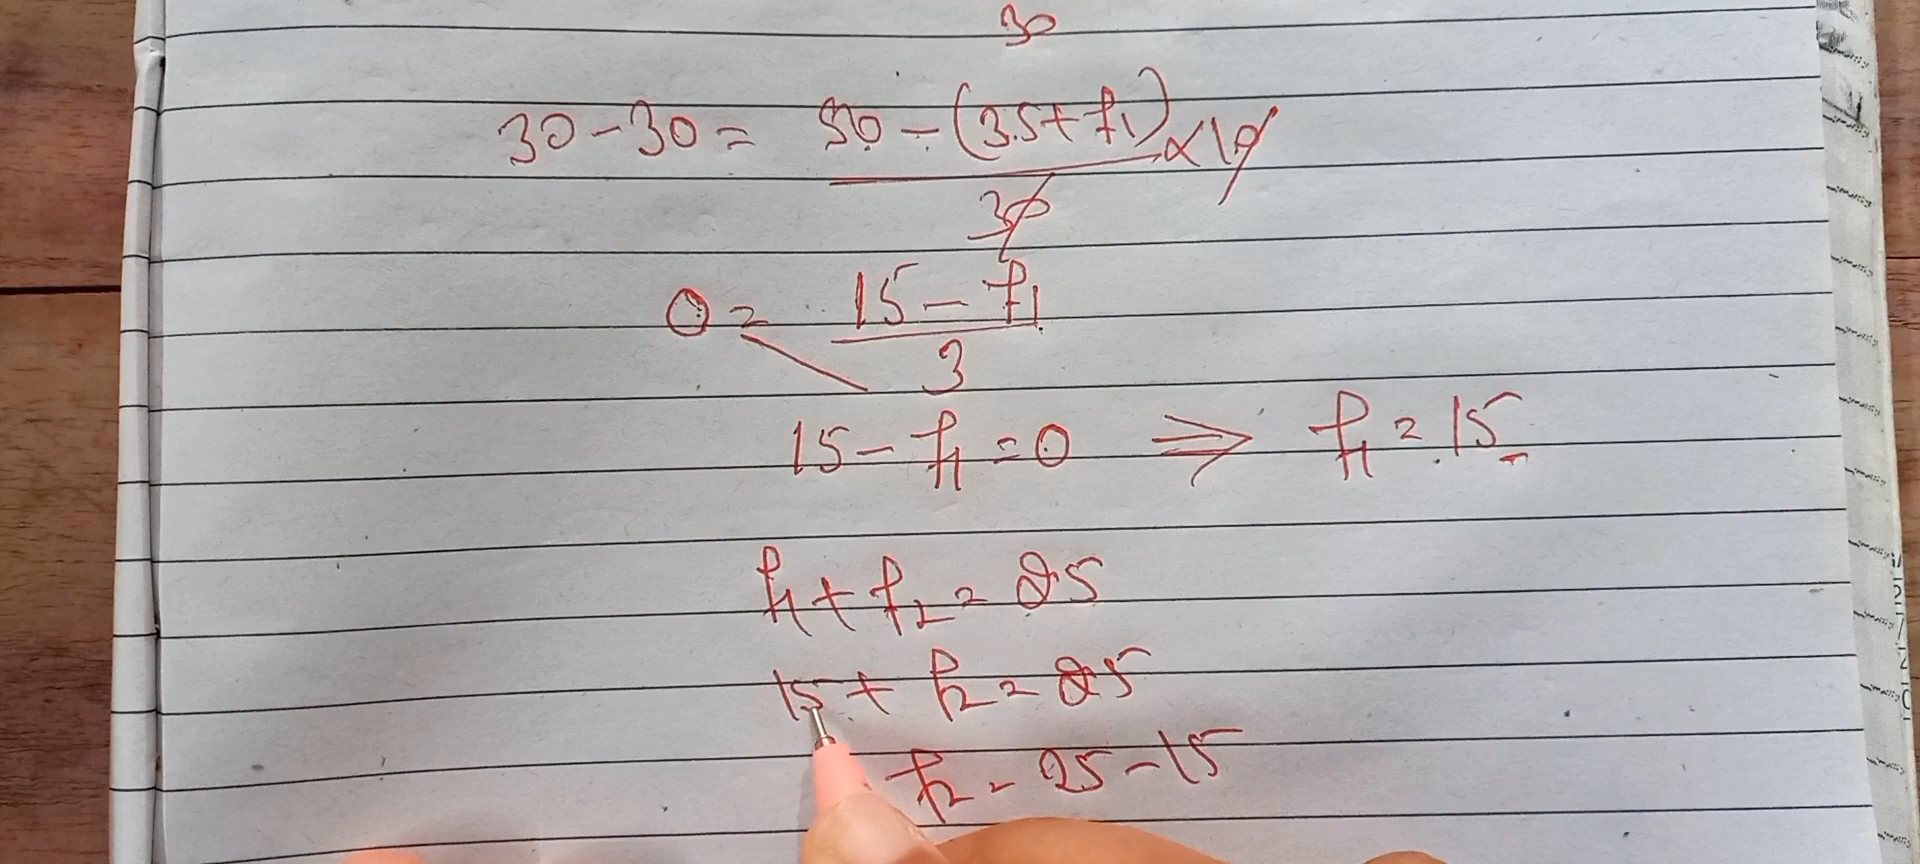 30
30 - 30 = 50 - (35 + f₁) × 10
30
0 = 15 - f₁
3
15 - f₁ = 0 ⇒ f₁ = 15
f₁ + f₂ = 25
15 + f₂ = 25
f₂ = 25 - 15